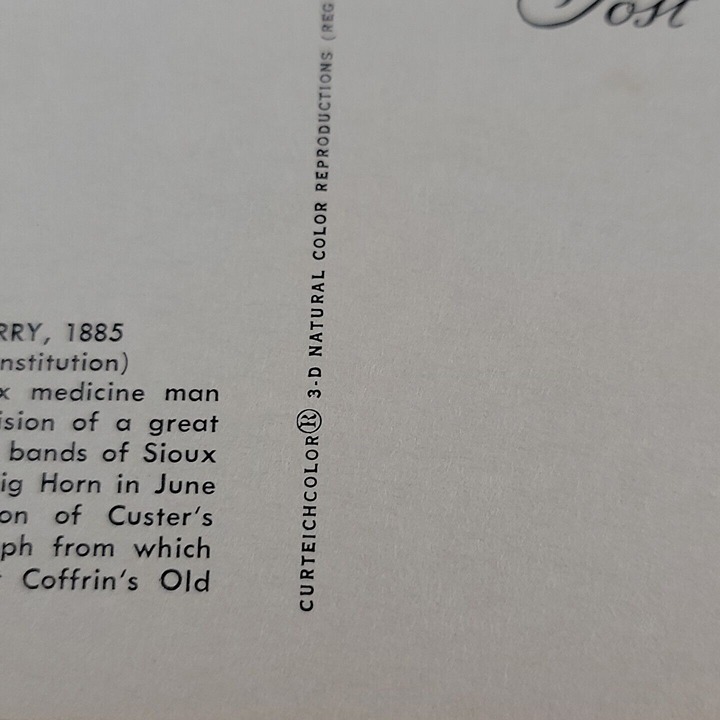 Post
RRY, 1885
nstitution)
x medicine man
ision of a great
bands of Sioux
ig Horn in June
on of Custer's
ph from which
Coffrin's Old
CURTEICHCOLOR® 3-D NATURAL COLOR REPRODUCTIONS (REG